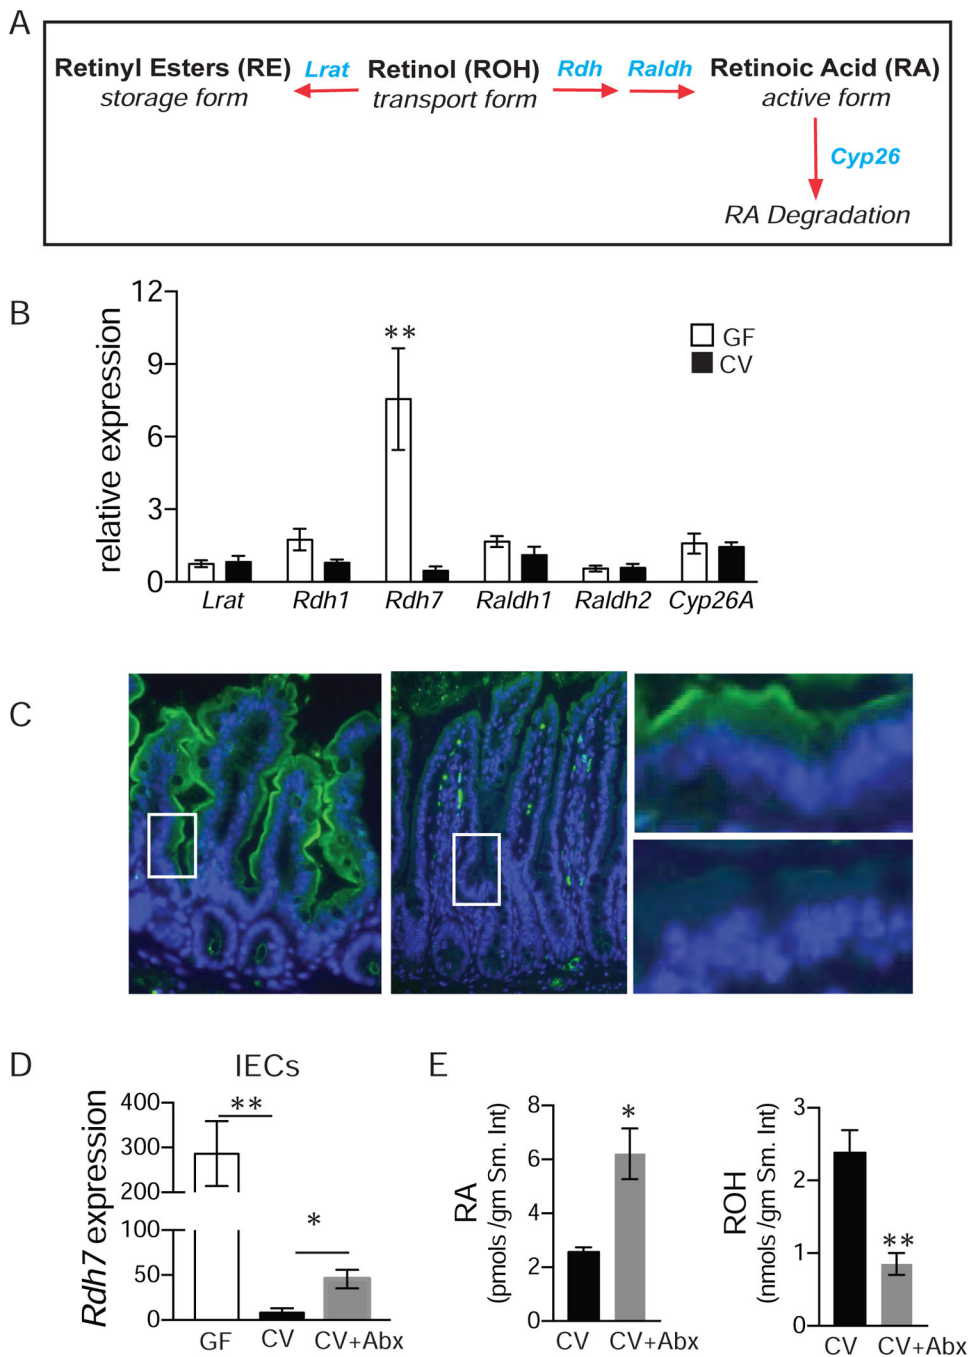 A
Retinyl Esters (RE) Lrat Retinol (ROH) Rdh Raldh Retinoic Acid (RA)
storage form transport form active form
Cyp26
RA Degradation
B
relative expression
12
9
6
3
0
**
GF
CV
Lrat Rdh1 Rdh7 Raldh1 Raldh2 Cyp26A
C
D
IECs
Rdh7 expression
400
300
200
100
50
0
**
*
GF CV CV+Abx
E
RA
(pmols /gm Sm. Int)
8
6
4
2
0
*
CV CV+Abx
ROH
(nmols /gm Sm. Int)
3
2
1
0
**
CV CV+Abx